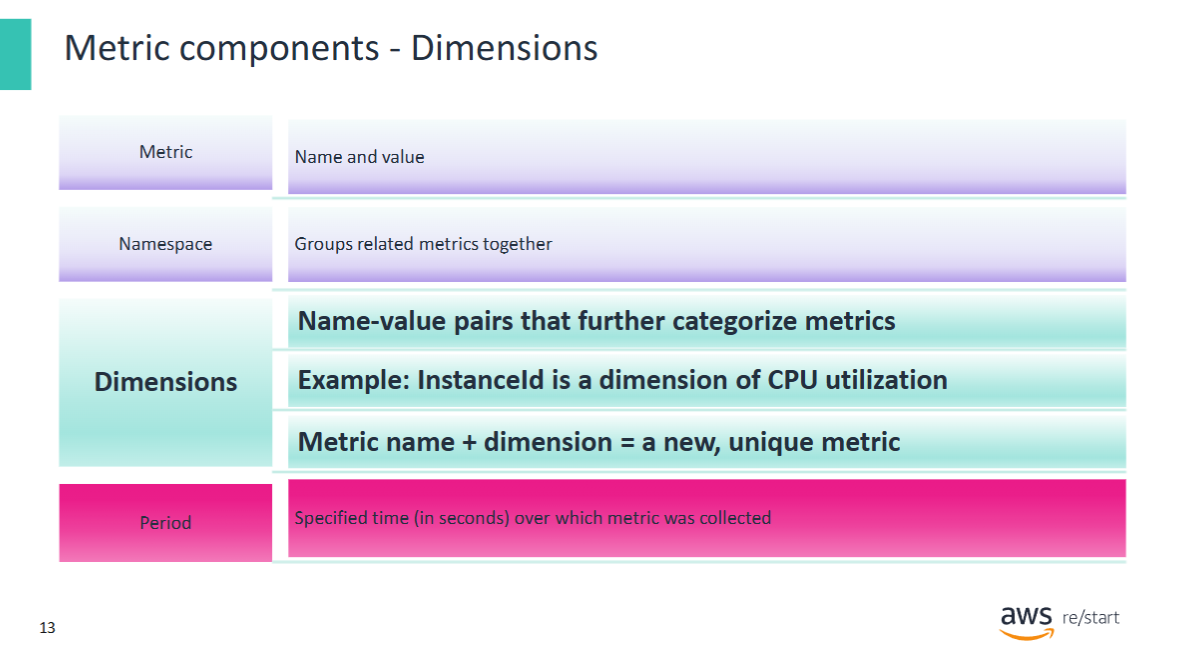 Metric components - Dimensions
Metric
Name and value
Namespace
Groups related metrics together
Dimensions
Name-value pairs that further categorize metrics
Example: InstanceId is a dimension of CPU utilization
Metric name + dimension = a new, unique metric
Period
Specified time (in seconds) over which metric was collected
13
aws re/start